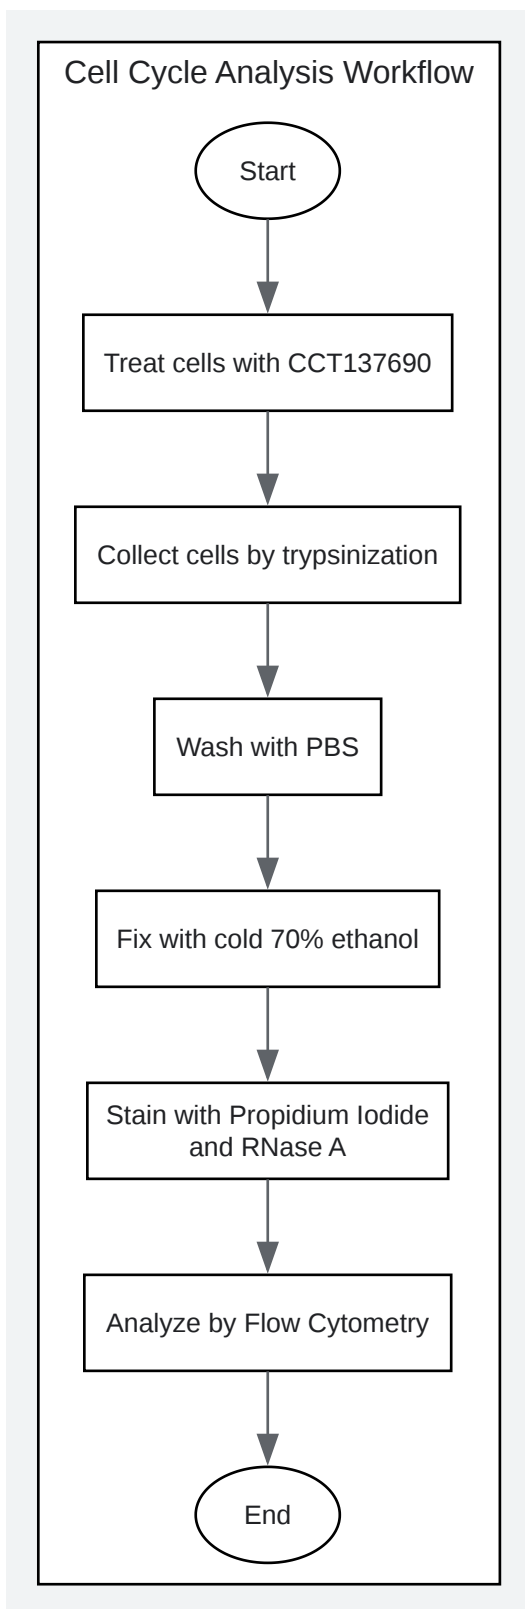 Cell Cycle Analysis Workflow
Start
Treat cells with CCT137690
Collect cells by trypsinization
Wash with PBS
Fix with cold 70% ethanol
Stain with Propidium Iodide
and RNase A
Analyze by Flow Cytometry
End